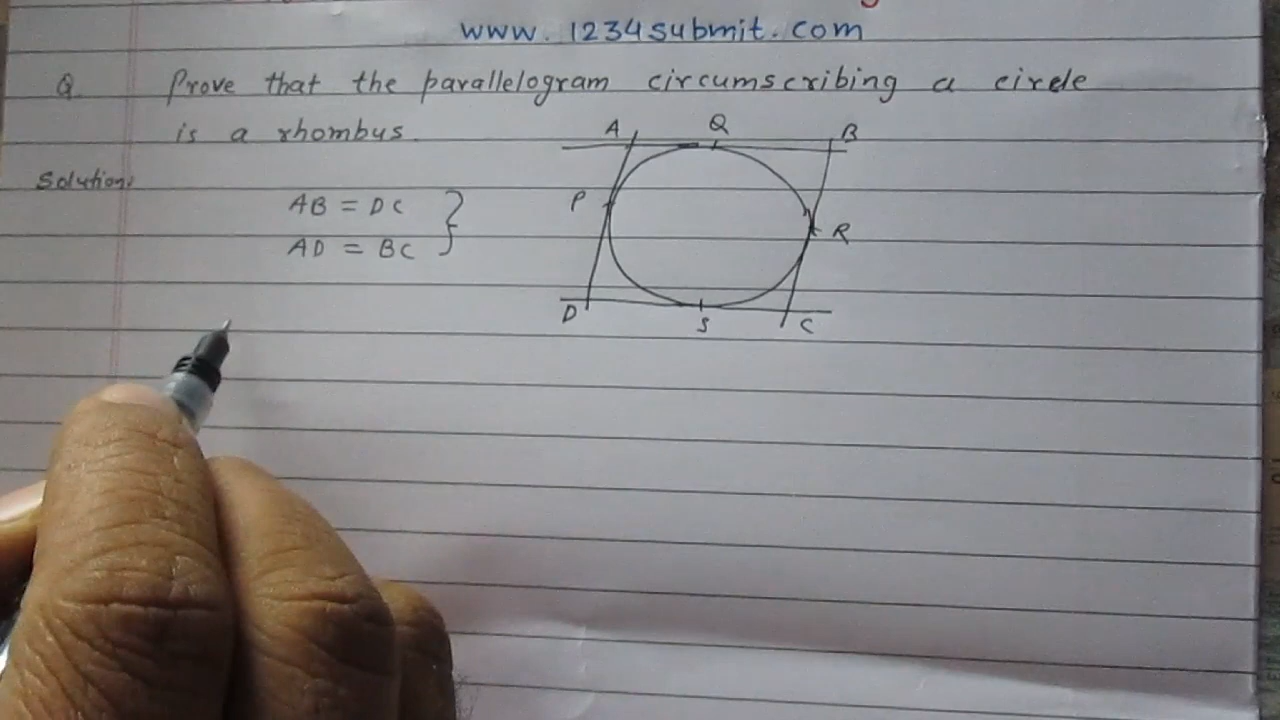 www.1234submit.com
Q. Prove that the parallelogram circumscribing a circle
is a rhombus.
Solution:
AB = DC
AD = BC
A Q B
P
R
D S C